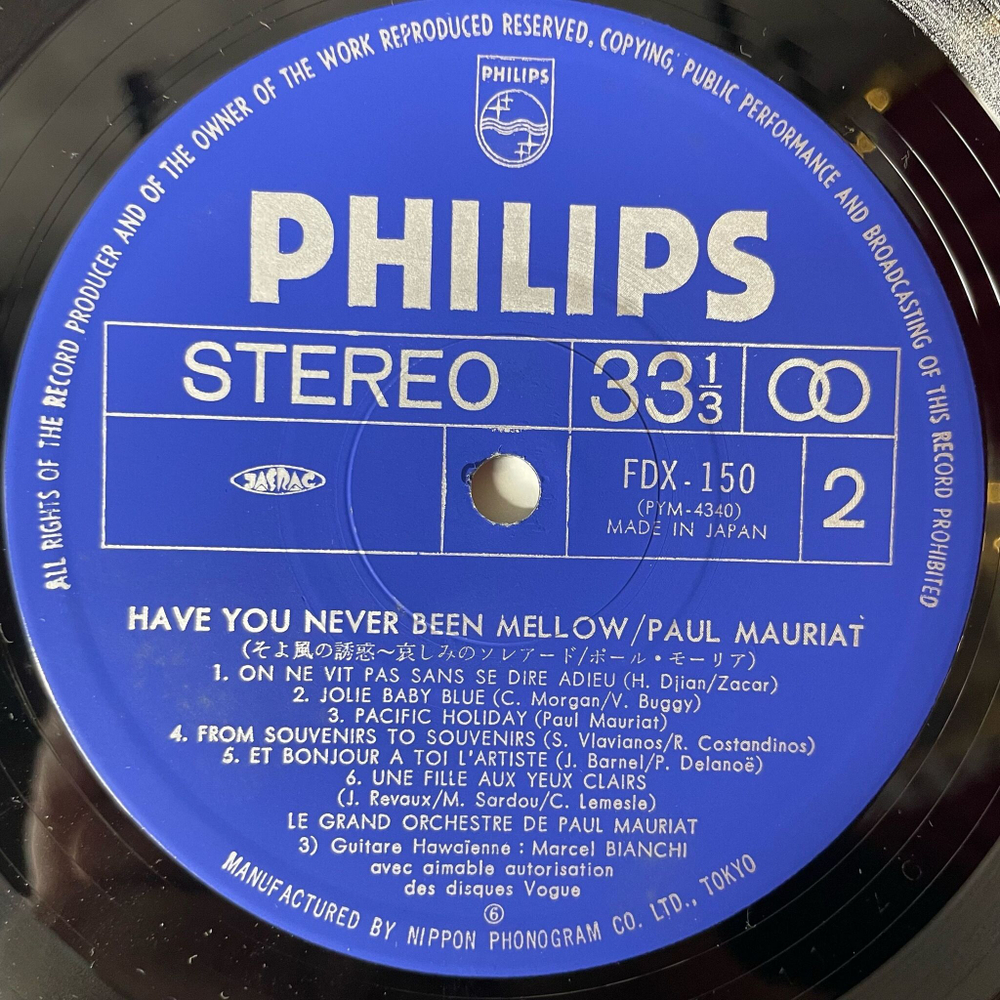 ALL RIGHTS OF THE RECORD PRODUCER AND OF THE OWNER OF THE WORK REPRODUCED RESERVED. COPYING, PUBLIC PERFORMANCE AND BROADCASTING OF THIS RECORD PROHIBITED
PHILIPS
PHILIPS
STEREO
33 1/3
JASRAC
FDX-150
(PYM-4340)
MADE IN JAPAN
2
HAVE YOU NEVER BEEN MELLOW/PAUL MAURIAT
(そよ風の誘惑〜哀しみのソレアード/ポール・モーリア)
1. ON NE VIT PAS SANS SE DIRE ADIEU (H. Djian/Zacar)
2. JOLIE BABY BLUE (C. Morgan/V. Buggy)
3. PACIFIC HOLIDAY (Paul Mauriat)
4. FROM SOUVENIRS TO SOUVENIRS (S. Vlavianos/R. Costandinos)
5. ET BONJOUR A TOI L'ARTISTE (J. Barnel/P. Delanoë)
6. UNE FILLE AUX YEUX CLAIRS
(J. Revaux/M. Sardou/C. Lemesle)
LE GRAND ORCHESTRE DE PAUL MAURIAT
3) Guitare Hawaïenne : Marcel BIANCHI
avec aimable autorisation
des disques Vogue
⑥
MANUFACTURED BY NIPPON PHONOGRAM CO. LTD., TOKYO